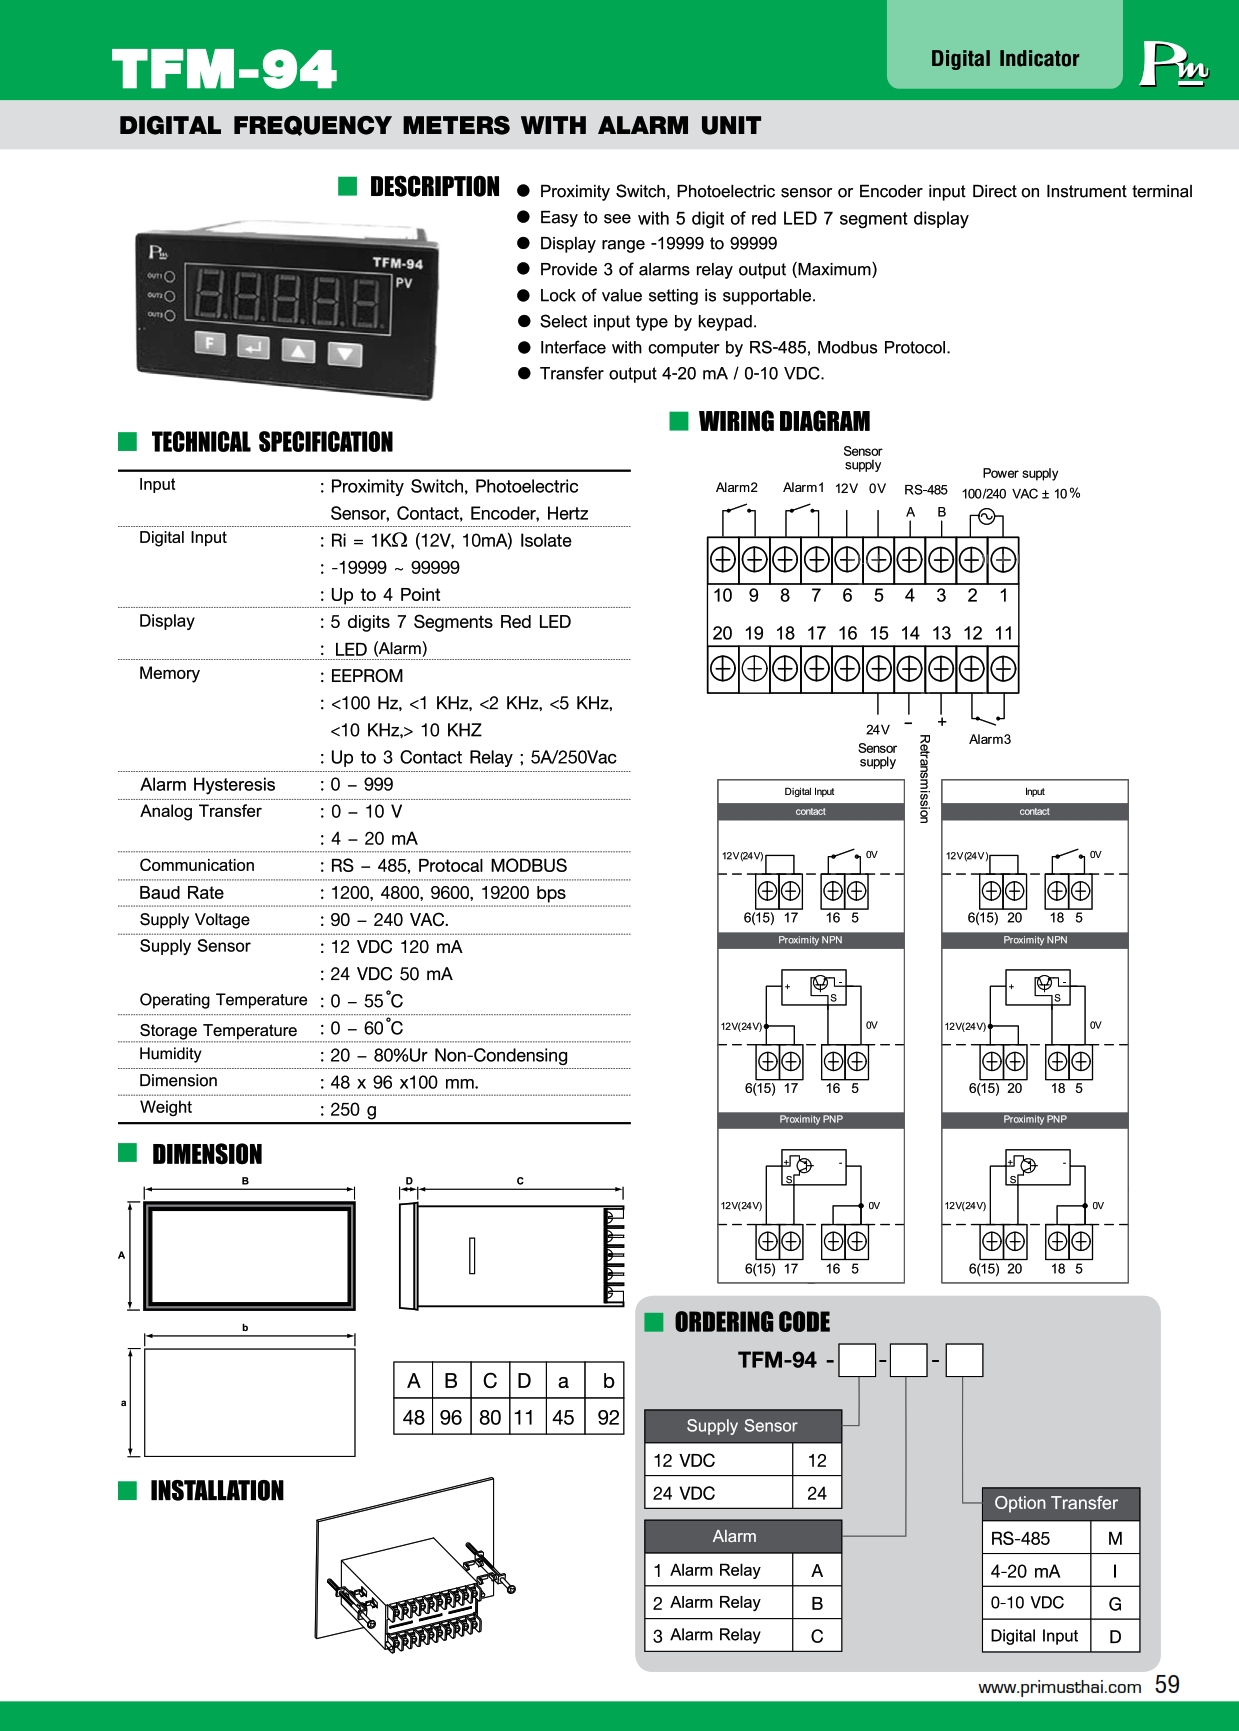 Digital Indicator
Pm
TFM-94
DIGITAL FREQUENCY METERS WITH ALARM UNIT
DESCRIPTION
● Proximity Switch, Photoelectric sensor or Encoder input Direct on Instrument terminal
● Easy to see with 5 digit of red LED 7 segment display
● Display range -19999 to 99999
● Provide 3 of alarms relay output (Maximum)
● Lock of value setting is supportable.
● Select input type by keypad.
● Interface with computer by RS-485, Modbus Protocol.
● Transfer output 4-20 mA / 0-10 VDC.
Pm
TFM-94
PV
OUT1
OUT2
OUT3
F
TECHNICAL SPECIFICATION
Input : Proximity Switch, Photoelectric
Sensor, Contact, Encoder, Hertz
Digital Input : Ri = 1KΩ (12V, 10mA) Isolate
: -19999 ~ 99999
: Up to 4 Point
Display : 5 digits 7 Segments Red LED
: LED (Alarm)
Memory : EEPROM
: <100 Hz, <1 KHz, <2 KHz, <5 KHz,
<10 KHz,> 10 KHZ
: Up to 3 Contact Relay ; 5A/250Vac
Alarm Hysteresis : 0 – 999
Analog Transfer : 0 – 10 V
: 4 – 20 mA
Communication : RS – 485, Protocal MODBUS
Baud Rate : 1200, 4800, 9600, 19200 bps
Supply Voltage : 90 – 240 VAC.
Supply Sensor : 12 VDC 120 mA
: 24 VDC 50 mA
Operating Temperature : 0 – 55°C
Storage Temperature : 0 – 60°C
Humidity : 20 – 80%Ur Non-Condensing
Dimension : 48 x 96 x100 mm.
Weight : 250 g
WIRING DIAGRAM
Sensor
supply
Power supply
Alarm2 Alarm1 12V 0V RS-485 100/240 VAC ± 10%
A B
10 9 8 7 6 5 4 3 2 1
20 19 18 17 16 15 14 13 12 11
– +
24V
Sensor
supply
Retransmission
Alarm3
Digital Input
contact
12V(24V) 0V
6(15) 17 16 5
Proximity NPN
+ - S
12V(24V) 0V
6(15) 17 16 5
Proximity PNP
+ - S
12V(24V) 0V
6(15) 17 16 5
Input
contact
12V(24V) 0V
6(15) 20 18 5
Proximity NPN
+ - S
12V(24V) 0V
6(15) 20 18 5
Proximity PNP
+ - S
12V(24V) 0V
6(15) 20 18 5
DIMENSION
B
A
D C
b
a
A B C D a b
48 96 80 11 45 92
INSTALLATION
ORDERING CODE
TFM-94 - - -
Supply Sensor
12 VDC 12
24 VDC 24
Alarm
1 Alarm Relay A
2 Alarm Relay B
3 Alarm Relay C
Option Transfer
RS-485 M
4-20 mA I
0-10 VDC G
Digital Input D
www.primusthai.com 59